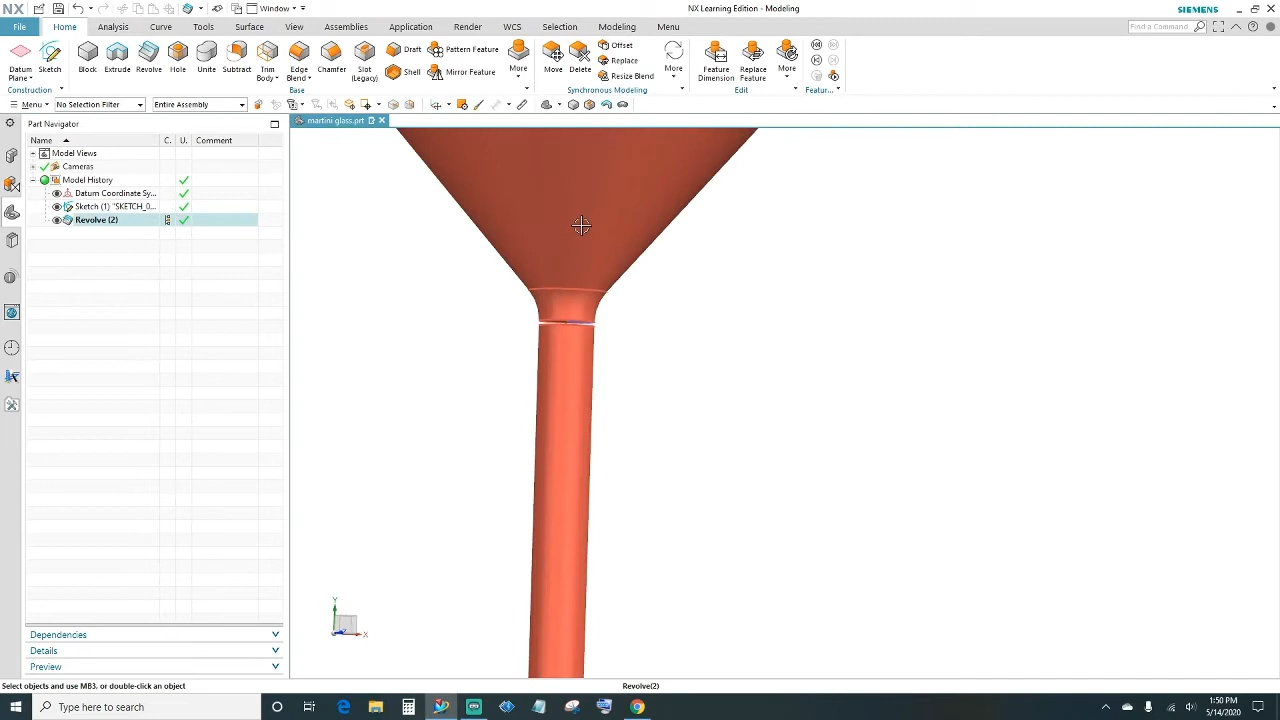 NX
Window
NX Learning Edition - Modeling
SIEMENS
File
Home
Analysis
Curve
Tools
Surface
View
Assemblies
Application
Render
WCS
Selection
Modeling
Menu
Find a Command
Datum Plane
Sketch
Block
Extrude
Revolve
Hole
Unite
Subtract
Trim Body
Edge Blend
Chamfer
Slot (Legacy)
Draft
Shell
Pattern Feature
Mirror Feature
More
Move
Delete
Offset
Replace
Resize Blend
More
Feature Dimension
Replace Feature
More
Construction
Base
Synchronous Modeling
Edit
Featur...
Menu
No Selection Filter
Entire Assembly
Part Navigator
martini glass.prt
Name
C.
U.
Comment
Model Views
Cameras
Model History
Datum Coordinate Sy...
Sketch (1) "SKETCH_0...
Revolve (2)
Y
X
Dependencies
Details
Preview
Select objects and use MB3, or double-click an object
Revolve(2)
Type here to search
1:50 PM
5/14/2020